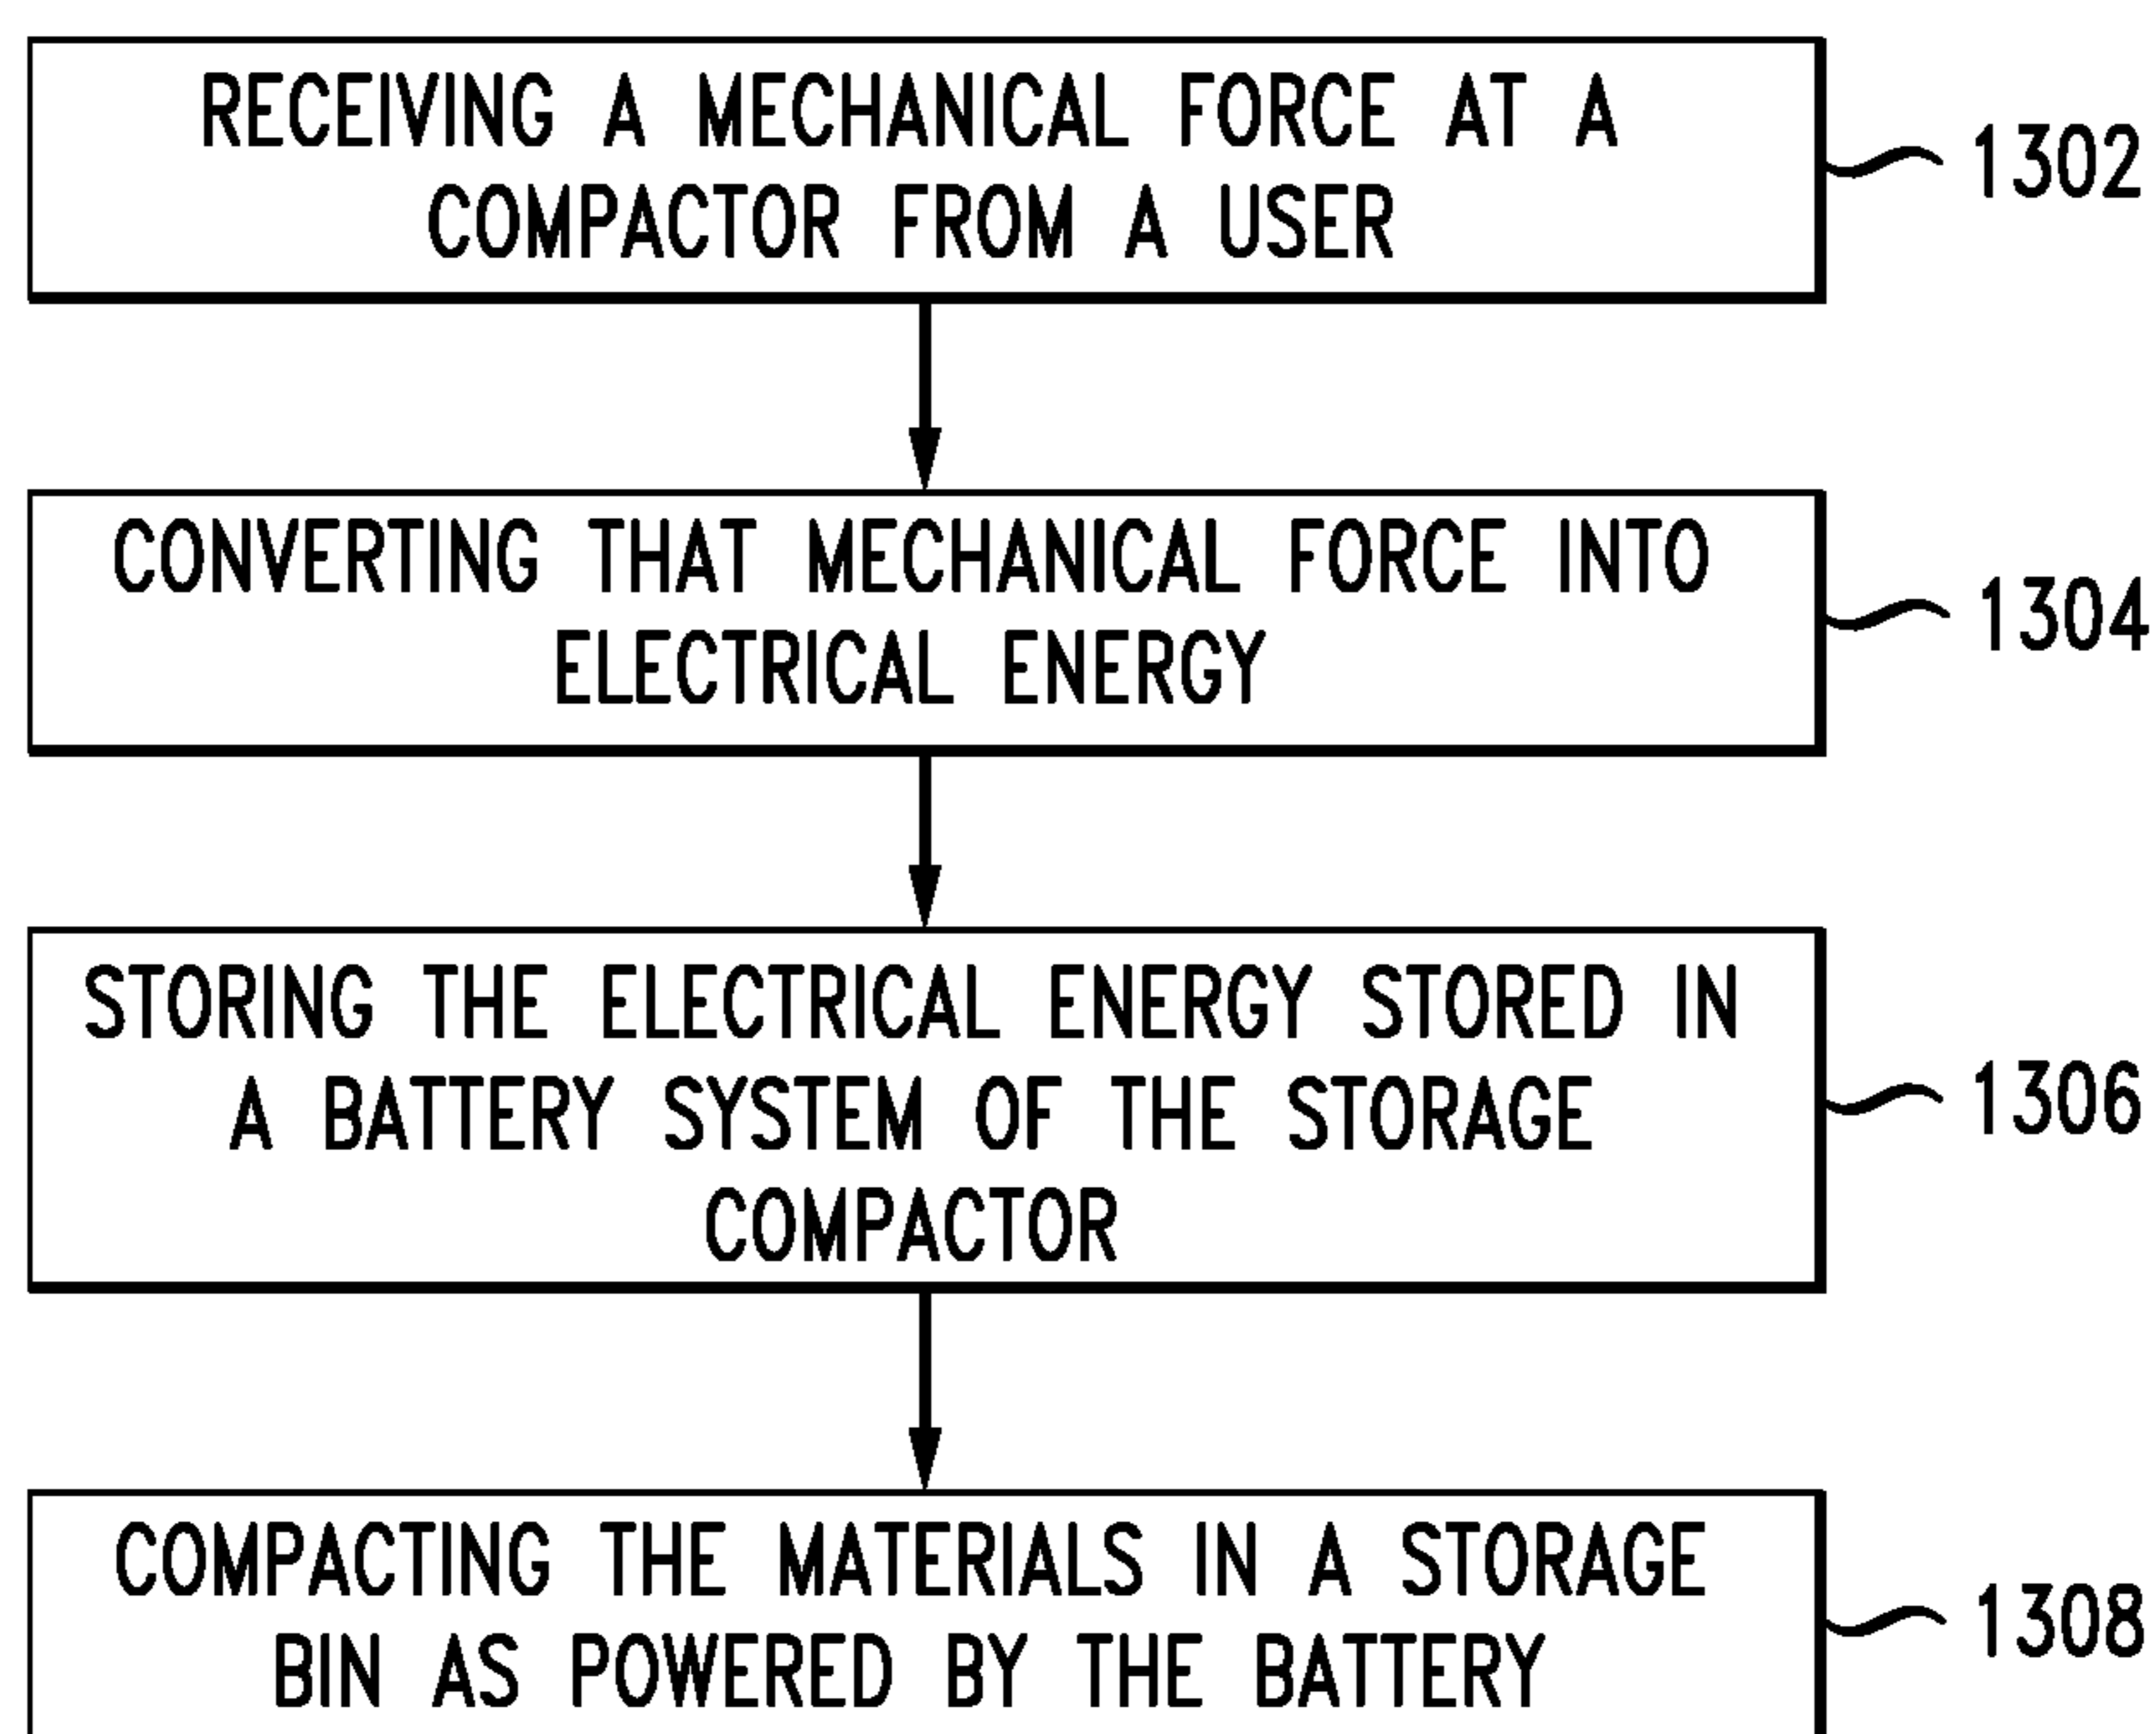 RECEIVING A MECHANICAL FORCE AT A
COMPACTOR FROM A USER
1302
CONVERTING THAT MECHANICAL FORCE INTO
ELECTRICAL ENERGY
1304
STORING THE ELECTRICAL ENERGY STORED IN
A BATTERY SYSTEM OF THE STORAGE
COMPACTOR
1306
COMPACTING THE MATERIALS IN A STORAGE
BIN AS POWERED BY THE BATTERY
1308